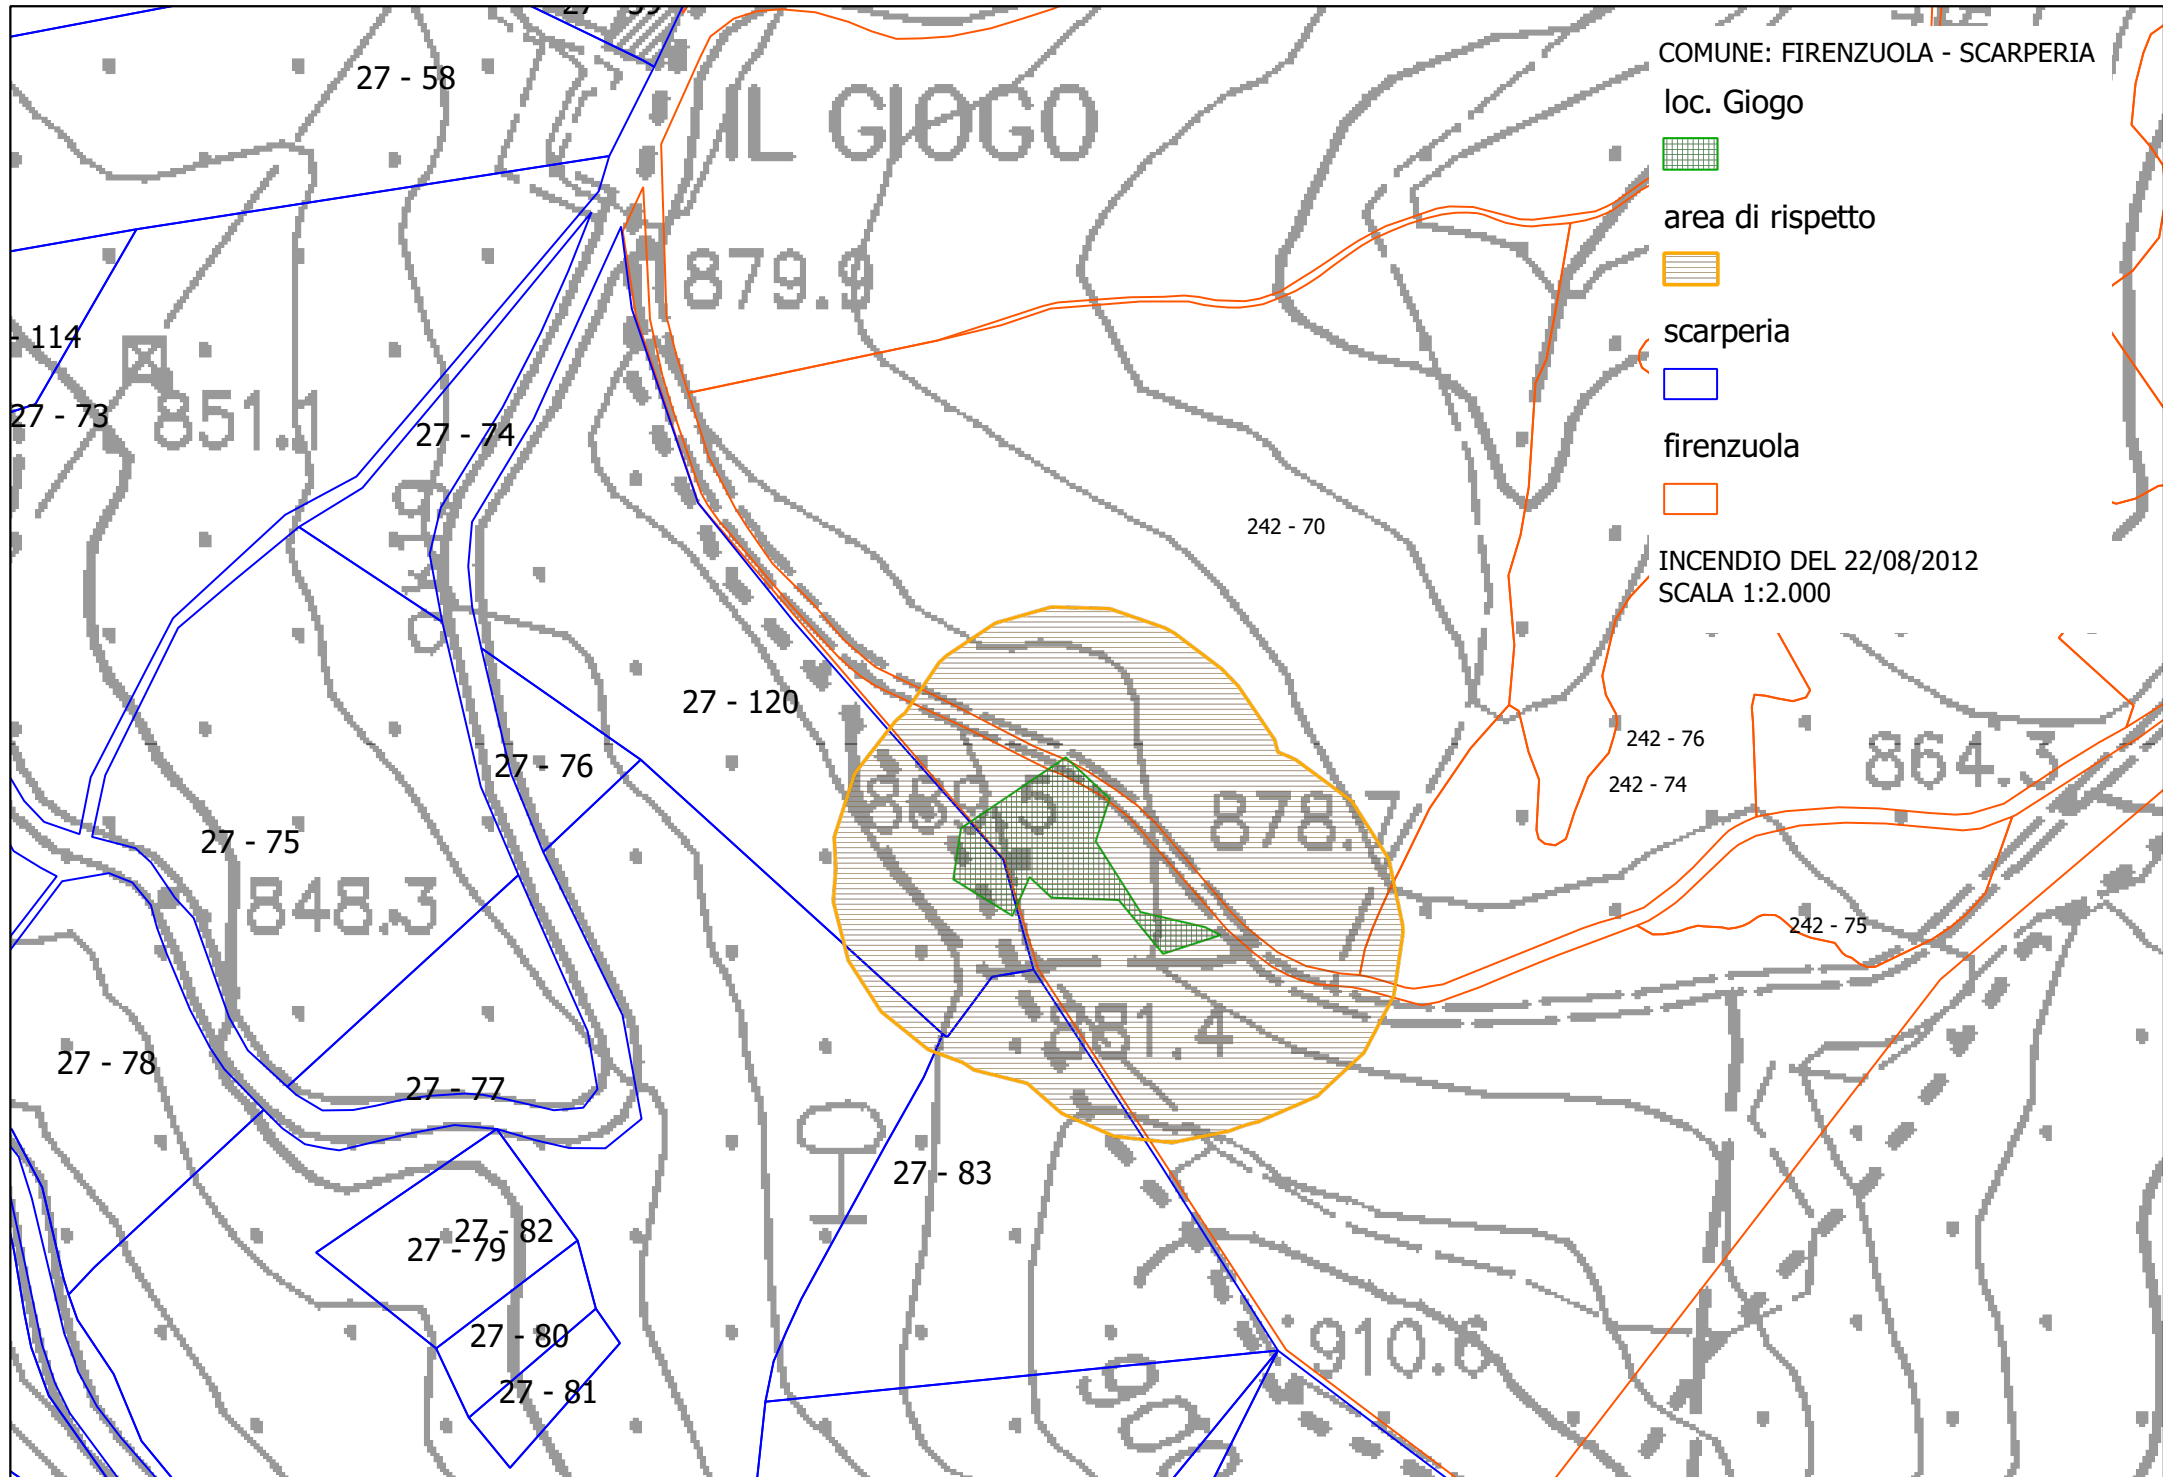 COMUNE: FIRENZUOLA - SCARPERIA
loc. Giogo
area di rispetto
scarperia
firenzuola
INCENDIO DEL 22/08/2012
SCALA 1:2.000
27 - 58
IL GIOGO
879.9
- 114
27 - 73
851.1
27 - 74
242 - 70
27 - 120
242 - 76
27 - 76
864.3
242 - 74
878.7
27 - 75
848.3
242 - 75
881.4
27 - 78
27 - 77
27 - 83
27 - 82
27 - 79
27 - 80
910.6
27 - 81
900